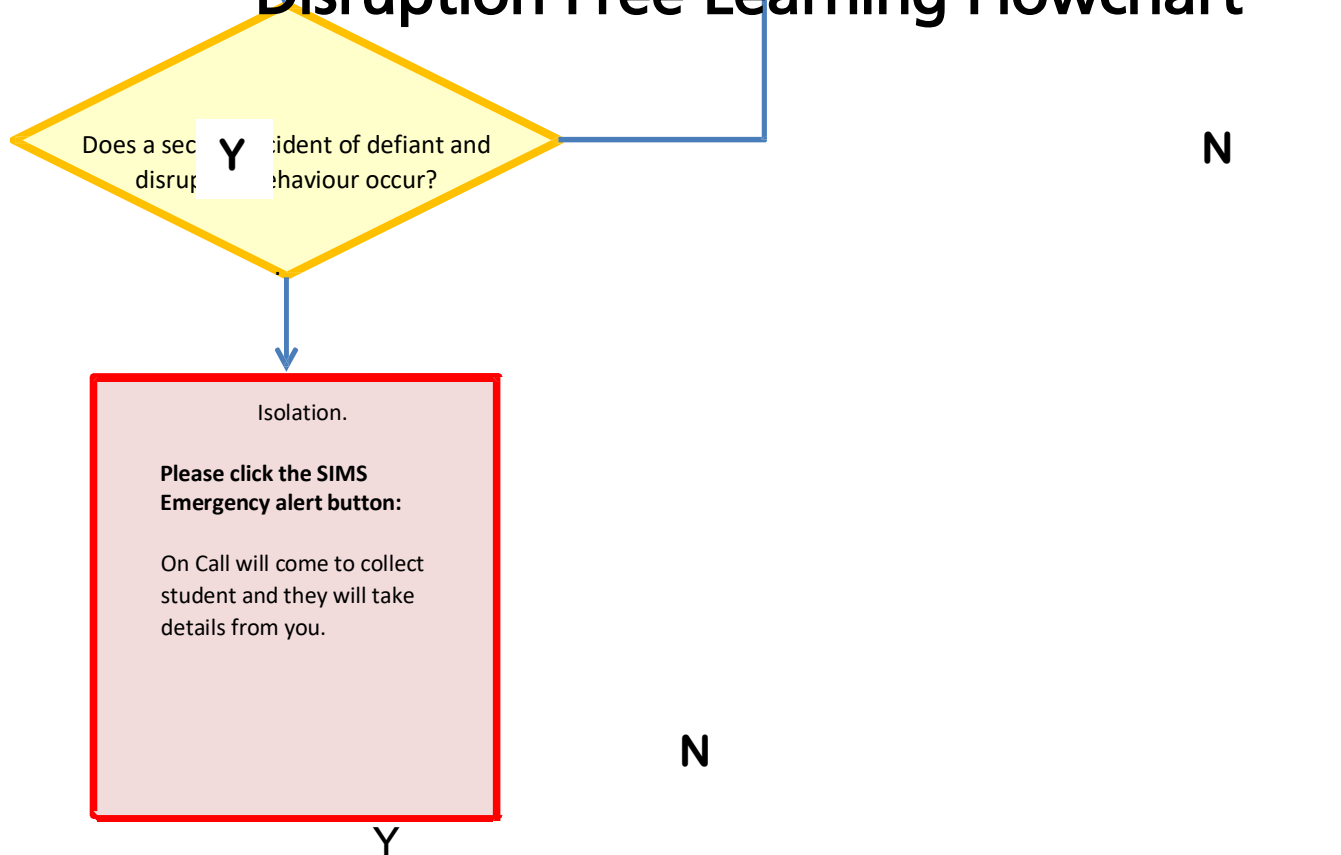 Disruption Free Learning Flowchart
Does a sec cident of defiant and
Y
N
disrup ehaviour occur?
.
Isolation.
Please click the SIMS
Emergency alert button:
On Call will come to collect
student and they will take
details from you.
N
Y